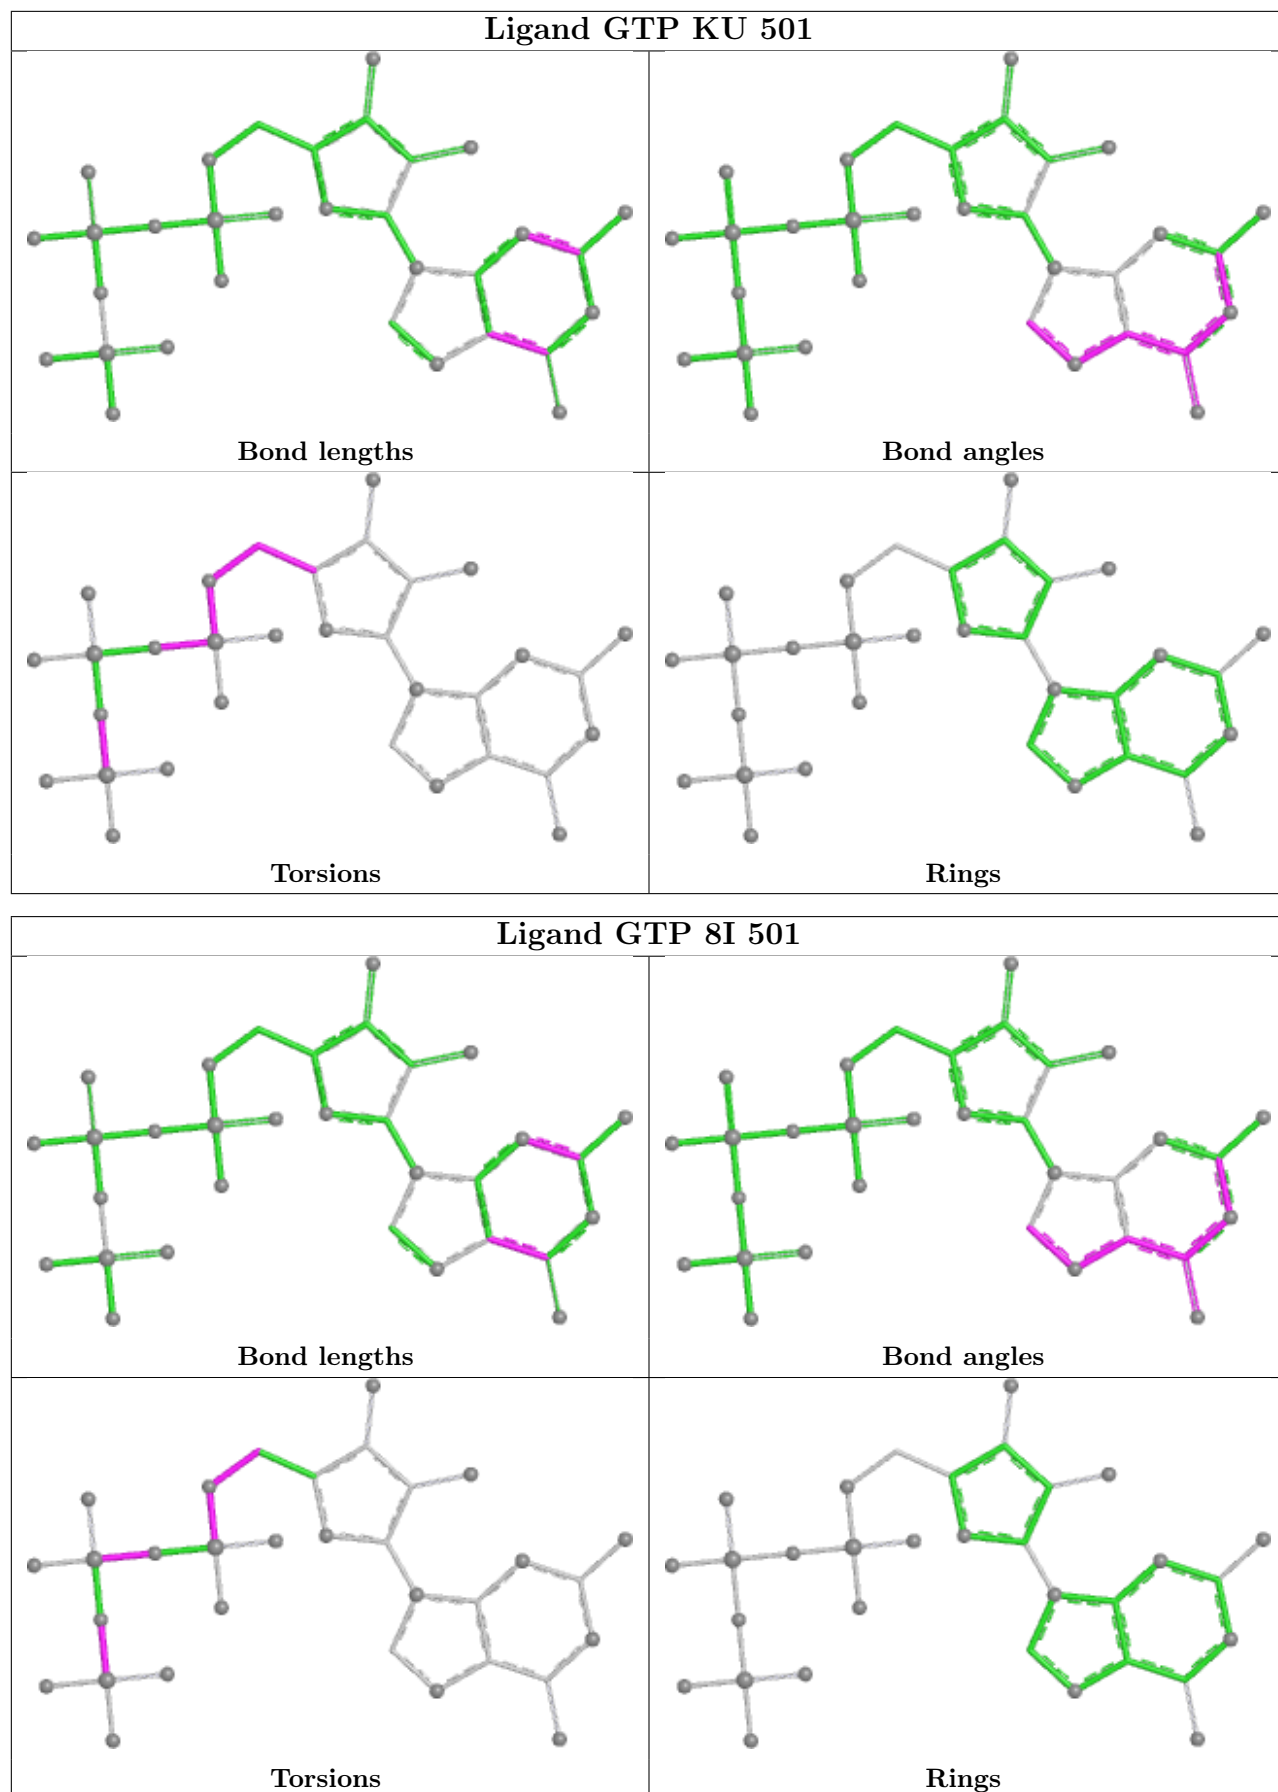 Ligand GTP KU 501
Bond lengths
Bond angles
Torsions
Rings
Ligand GTP 8I 501
Bond lengths
Bond angles
Torsions
Rings